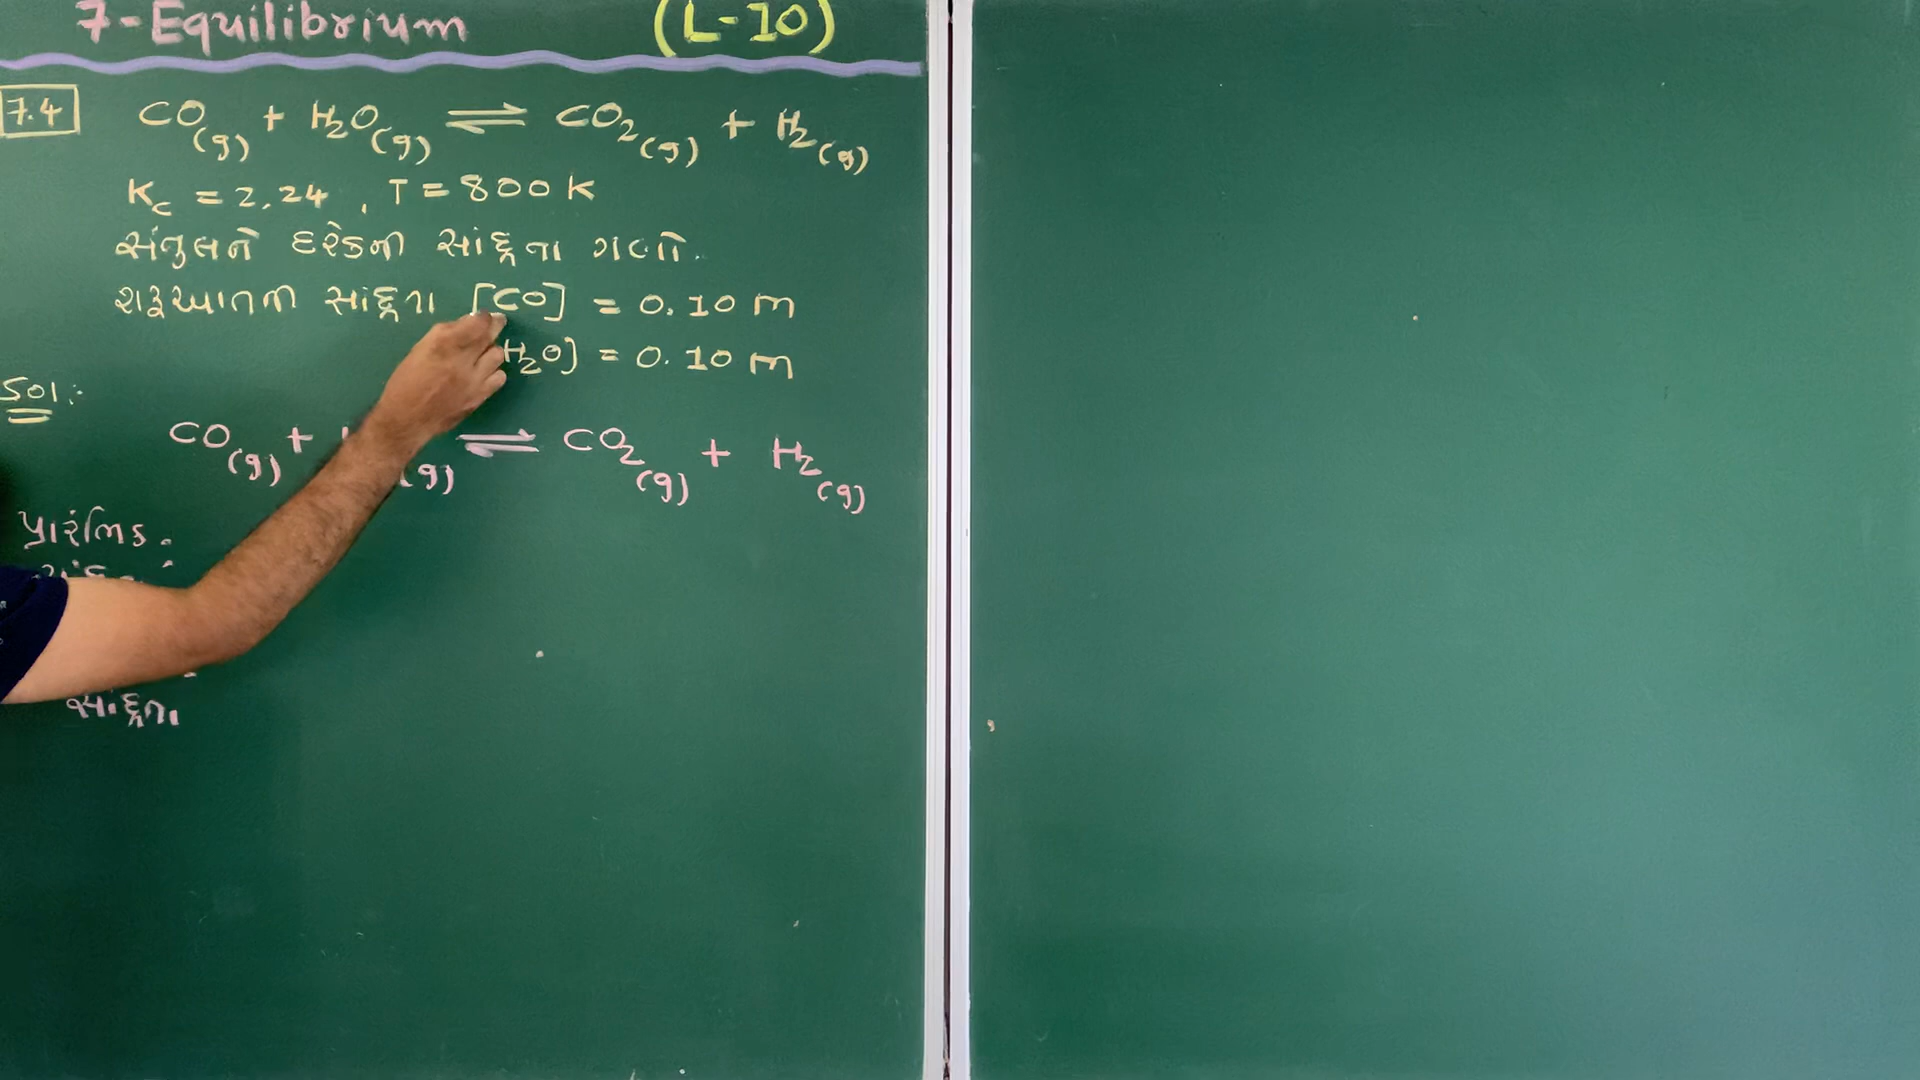 7-Equilibrium (L-10)
7.4 CO(g) + H2O(g) ⇌ CO2(g) + H2(g)
Kc = 2.24, T = 800 K
સંતુલને દરેકની સાંદ્રતા ગણો.
શરૂઆતની સાંદ્રતા [CO] = 0.10 m
H2O] = 0.10 m
Sol:-
CO(g) + (g) ⇌ CO2(g) + H2(g)
પ્રારંભિક
સાંદ્રતા